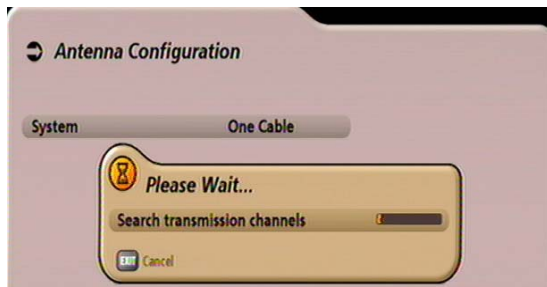 Antenna Configuration
System One Cable
Please Wait...
Search transmission channels
EXIT Cancel